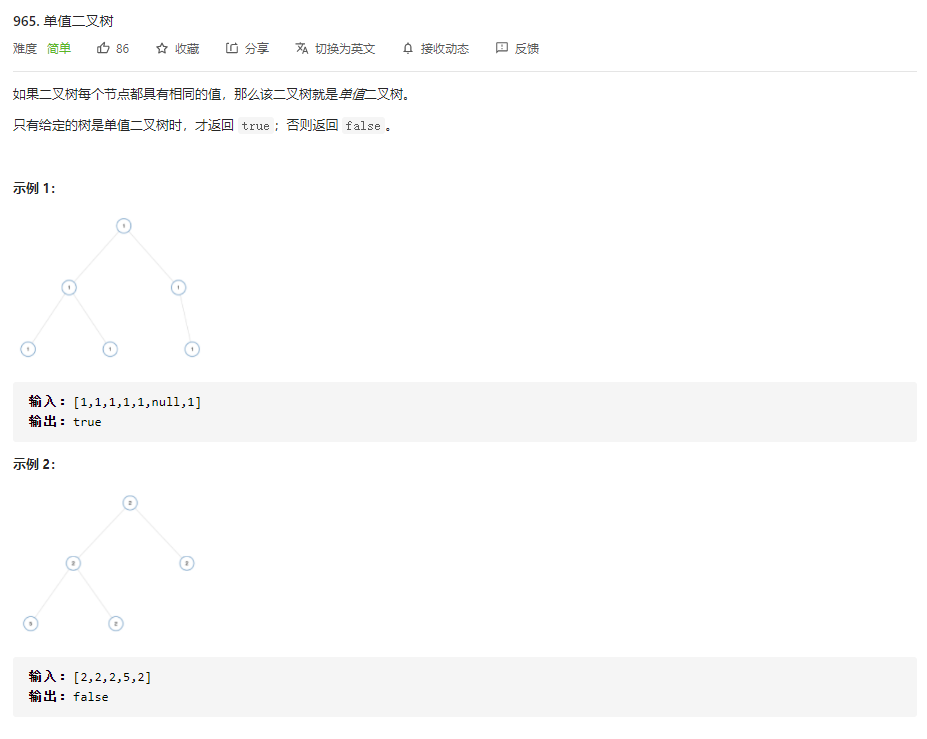 965. 单值二叉树
难度 简单 86 收藏 分享 切换为英文 接收动态 反馈
如果二叉树每个节点都具有相同的值，那么该二叉树就是单值二叉树。
只有给定的树是单值二叉树时，才返回 true；否则返回 false。
示例 1：
1
1 1
1 1 1
输入：[1,1,1,1,1,null,1]
输出：true
示例 2：
2
2 2
5 2
输入：[2,2,2,5,2]
输出：false